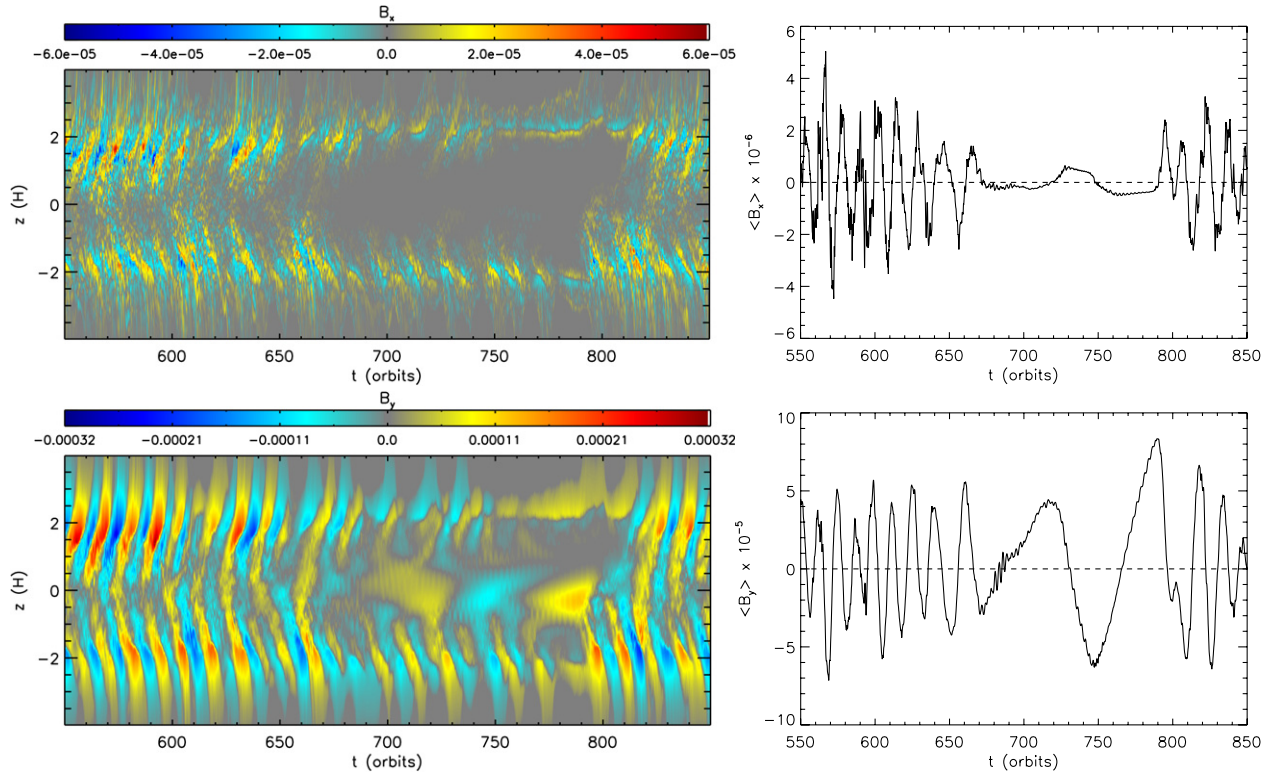 Bx
−6.0e−05 −4.0e−05 −2.0e−05 0.0 2.0e−05 4.0e−05 6.0e−05
2
0
−2
z (H)
600 650 700 750 800
t (orbits)
6
4
2
0
−2
−4
−6
<Bx> x 10−6
550 600 650 700 750 800 850
t (orbits)
By
−0.00032 −0.00021 −0.00011 0.0 0.00011 0.00021 0.00032
2
0
−2
z (H)
600 650 700 750 800
t (orbits)
10
5
0
−5
−10
<By> x 10−5
550 600 650 700 750 800 850
t (orbits)